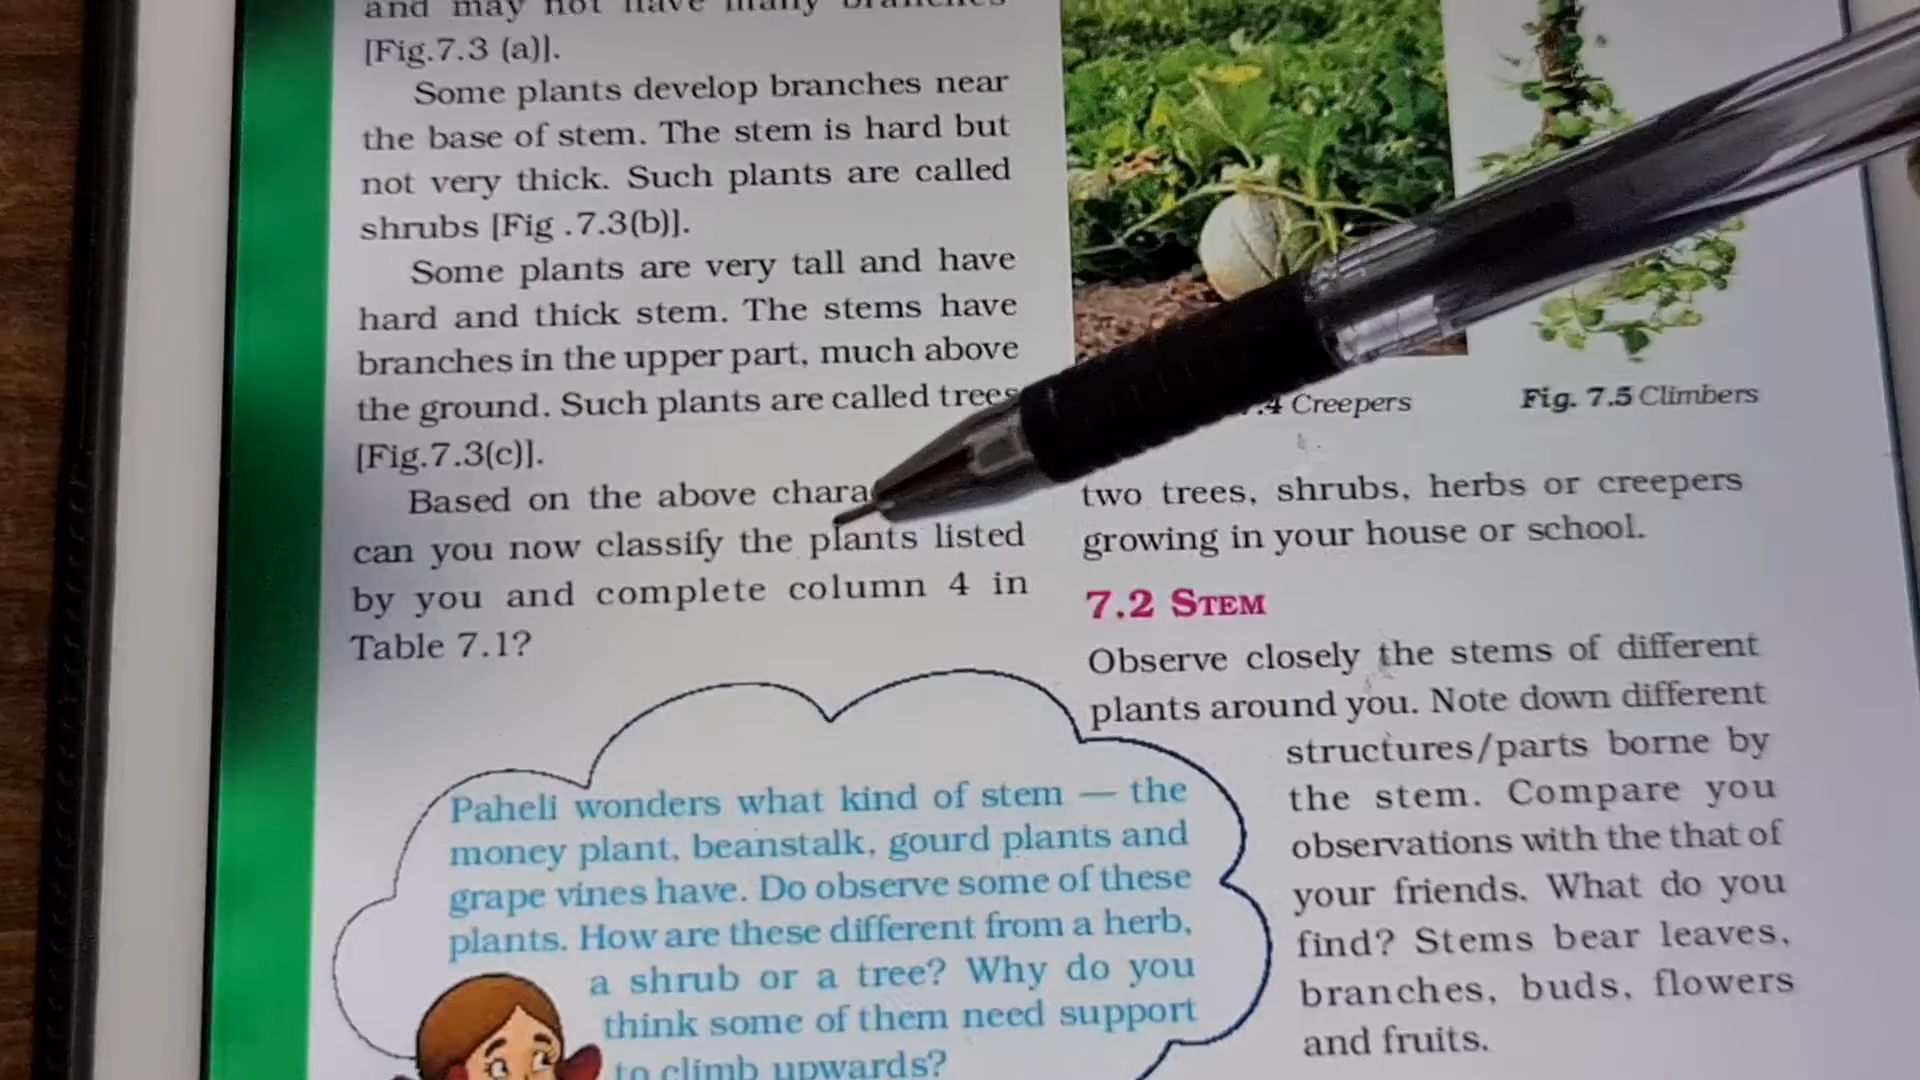 and may not have many branches
[Fig.7.3 (a)].
Some plants develop branches near
the base of stem. The stem is hard but
not very thick. Such plants are called
shrubs [Fig .7.3(b)].
Some plants are very tall and have
hard and thick stem. The stems have
branches in the upper part, much above
the ground. Such plants are called trees
[Fig.7.3(c)].
Based on the above
can you now classify the plants listed
by you and complete column 4 in
Table 7.1?
Paheli wonders what kind of stem — the
money plant, beanstalk, gourd plants and
grape vines have. Do observe some of these
plants. How are these different from a herb,
a shrub or a tree? Why do you
think some of them need support
to climb upwards?
Creepers
Fig. 7.5 Climbers
two trees, shrubs, herbs or creepers
growing in your house or school.
7.2 STEM
Observe closely the stems of different
plants around you. Note down different
structures/parts borne by
the stem. Compare you
observations with the that of
your friends. What do you
find? Stems bear leaves,
branches, buds, flowers
and fruits.